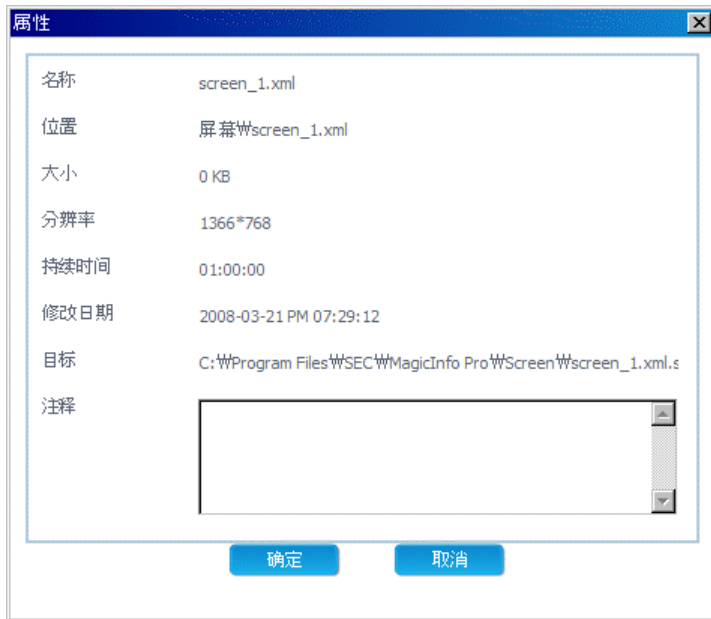 属性
名称 screen_1.xml
位置 屏幕₩screen_1.xml
大小 0 KB
分辨率 1366*768
持续时间 01:00:00
修改日期 2008-03-21 PM 07:29:12
目标 C:₩Program Files₩SEC₩MagicInfo Pro₩Screen₩screen_1.xml.s
注释
确定 取消